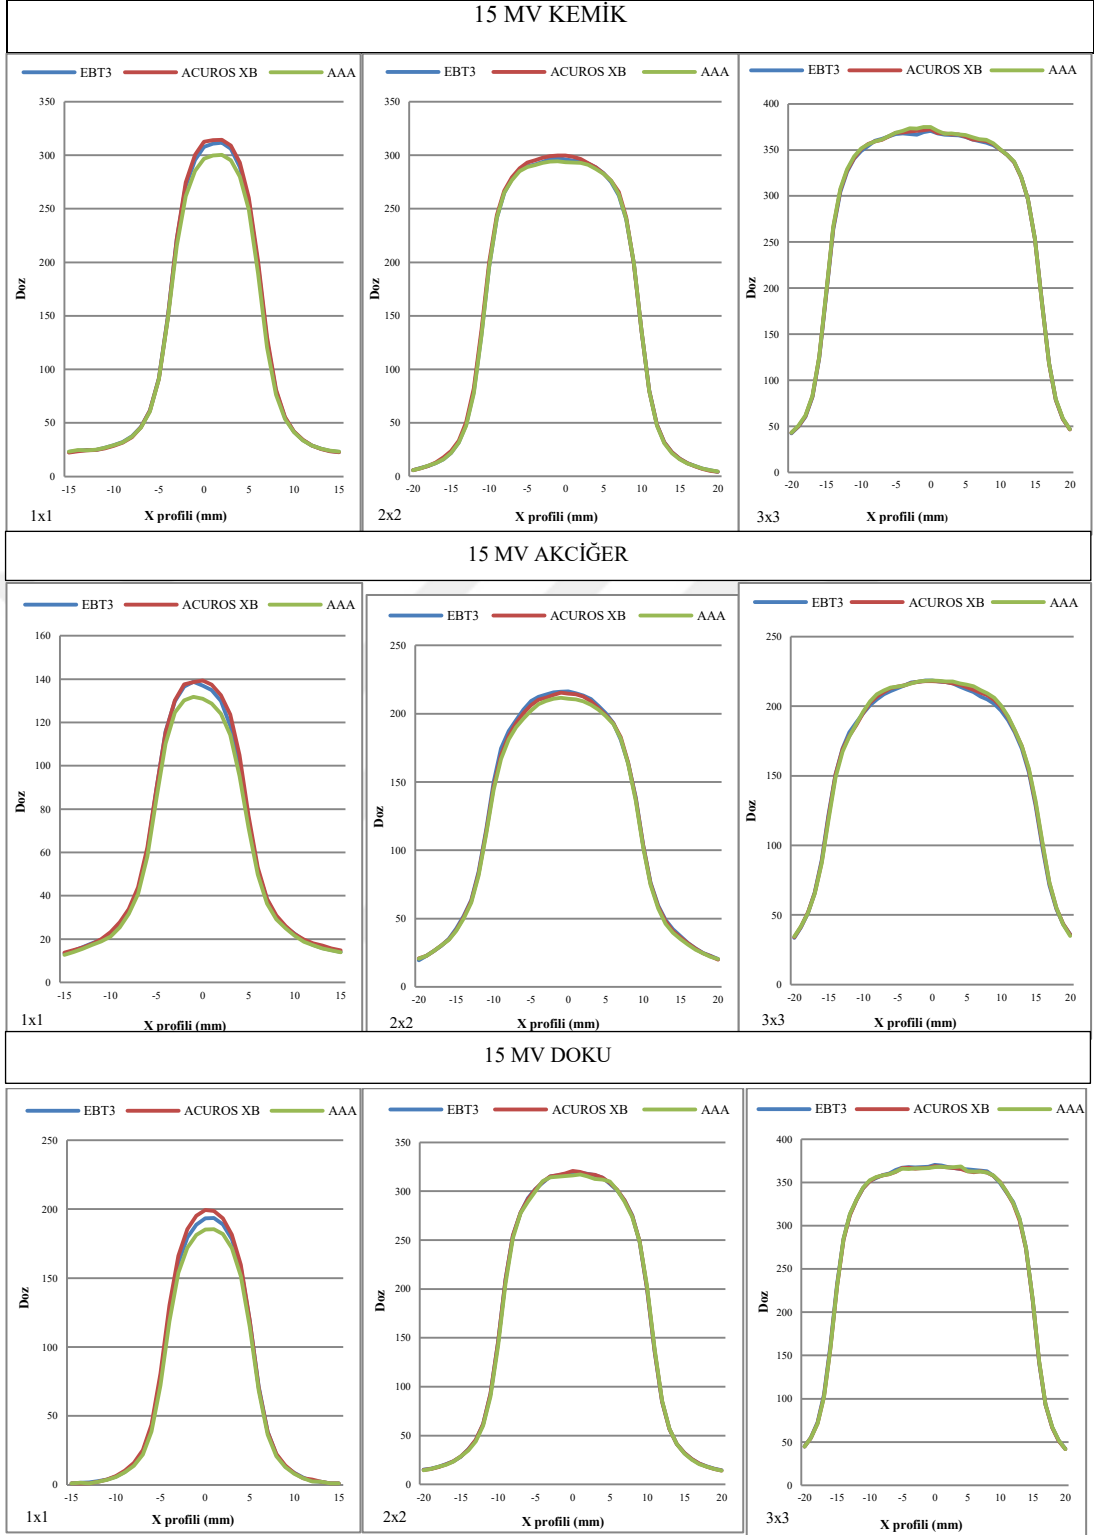 15 MV KEMİK
EBT3 ACUROS XB AAA
350
300
250
200
150
100
50
0
-15 -10 -5 0 5 10 15
Doz
X profili (mm)
1x1
EBT3 ACUROS XB AAA
350
300
250
200
150
100
50
0
-20 -15 -10 -5 0 5 10 15 20
Doz
X profili (mm)
2x2
EBT3 ACUROS XB AAA
400
350
300
250
200
150
100
50
0
-20 -15 -10 -5 0 5 10 15 20
Doz
X profili (mm)
3x3
15 MV AKCİĞER
EBT3 ACUROS XB AAA
160
140
120
100
80
60
40
20
0
-15 -10 -5 0 5 10 15
Doz
X profili (mm)
1x1
EBT3 ACUROS XB AAA
250
200
150
100
50
0
-20 -15 -10 -5 0 5 10 15 20
Doz
X profili (mm)
2x2
EBT3 ACUROS XB AAA
250
200
150
100
50
0
-20 -15 -10 -5 0 5 10 15 20
Doz
X profili (mm)
3x3
15 MV DOKU
EBT3 ACUROS XB AAA
250
200
150
100
50
0
-15 -10 -5 0 5 10 15
Doz
X profili (mm)
1x1
EBT3 ACUROS XB AAA
350
300
250
200
150
100
50
0
-20 -15 -10 -5 0 5 10 15 20
Doz
X profili (mm)
2x2
EBT3 ACUROS XB AAA
400
350
300
250
200
150
100
50
0
-20 -15 -10 -5 0 5 10 15 20
Doz
X profili (mm)
3x3